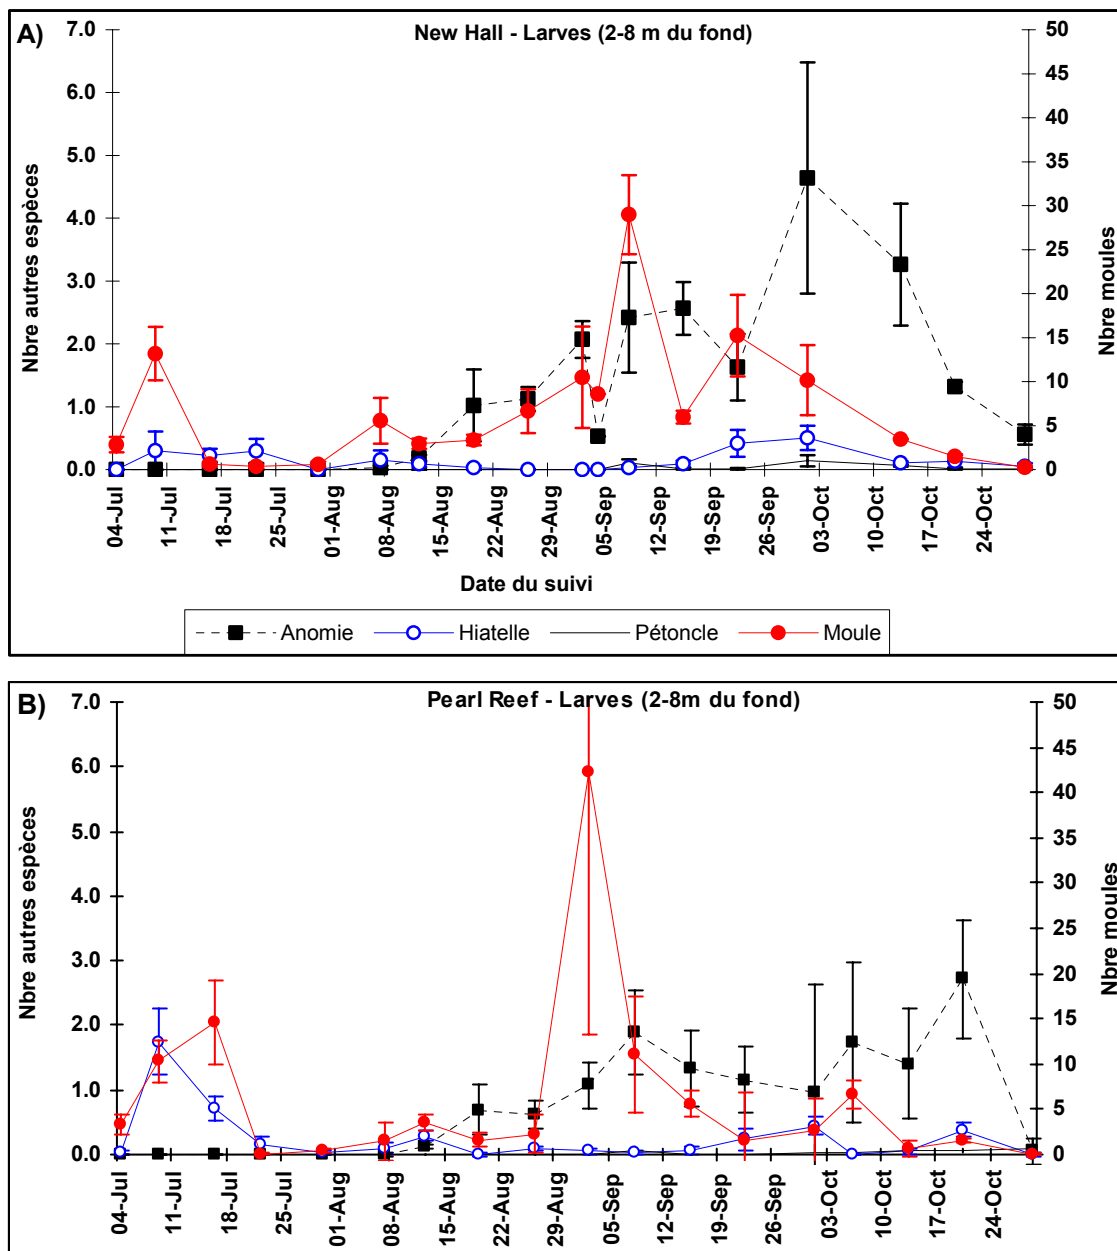 A)
New Hall - Larves (2-8 m du fond)
Nbre autres espèces
7.0
6.0
5.0
4.0
3.0
2.0
1.0
0.0
50
45
40
35
30
25
20
15
10
5
0
Nbre moules
04-Jul
11-Jul
18-Jul
25-Jul
01-Aug
08-Aug
15-Aug
22-Aug
29-Aug
05-Sep
12-Sep
19-Sep
26-Sep
03-Oct
10-Oct
17-Oct
24-Oct
Date du suivi
Anomie Hiatelle Pétoncle Moule
B)
Pearl Reef - Larves (2-8m du fond)
Nbre autres espèces
7.0
6.0
5.0
4.0
3.0
2.0
1.0
0.0
50
45
40
35
30
25
20
15
10
5
0
Nbre moules
04-Jul
11-Jul
18-Jul
25-Jul
01-Aug
08-Aug
15-Aug
22-Aug
29-Aug
05-Sep
12-Sep
19-Sep
26-Sep
03-Oct
10-Oct
17-Oct
24-Oct